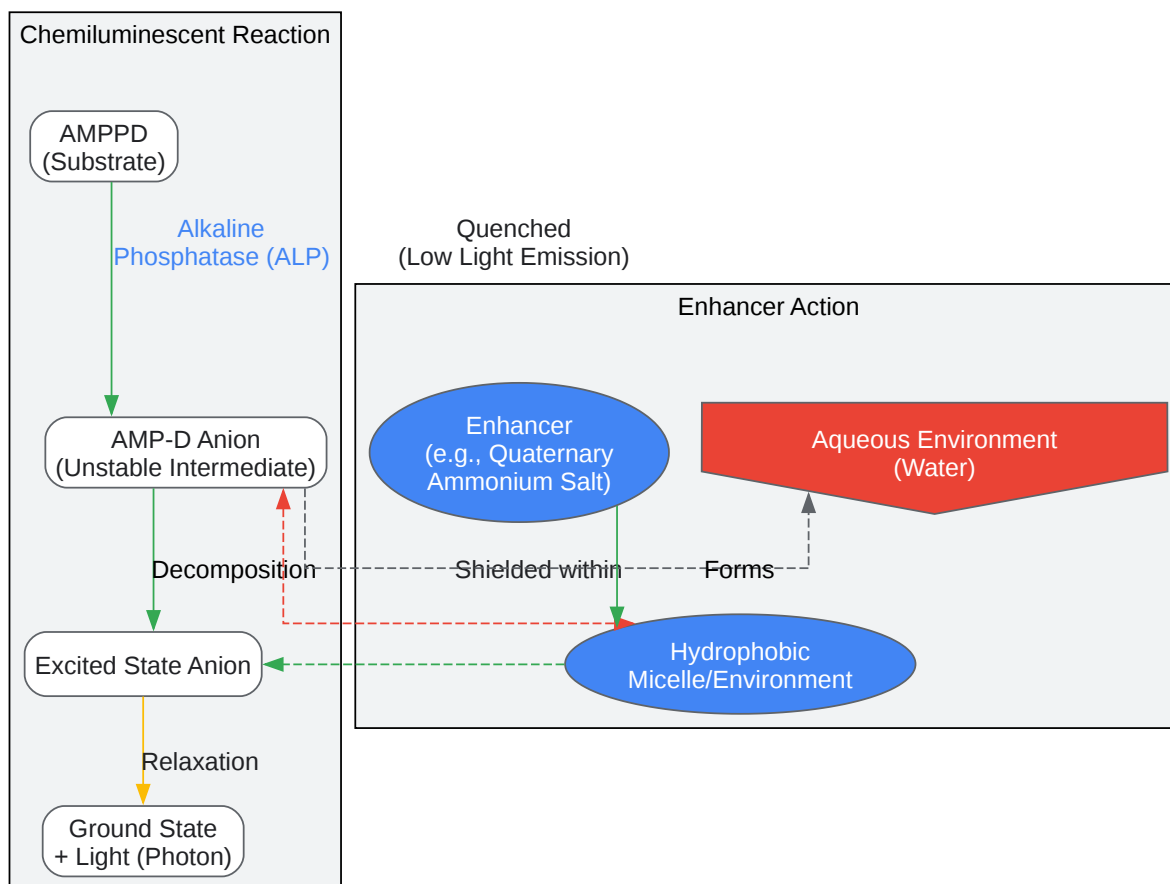 Chemiluminescent Reaction
AMPPD
(Substrate)
Alkaline
Phosphatase (ALP)
Quenched
(Low Light Emission)
Enhancer Action
AMP-D Anion
(Unstable Intermediate)
Enhancer
(e.g., Quaternary
Ammonium Salt)
Aqueous Environment
(Water)
Decomposition
Shielded within
Forms
Excited State Anion
Hydrophobic
Micelle/Environment
Relaxation
Ground State
+ Light (Photon)